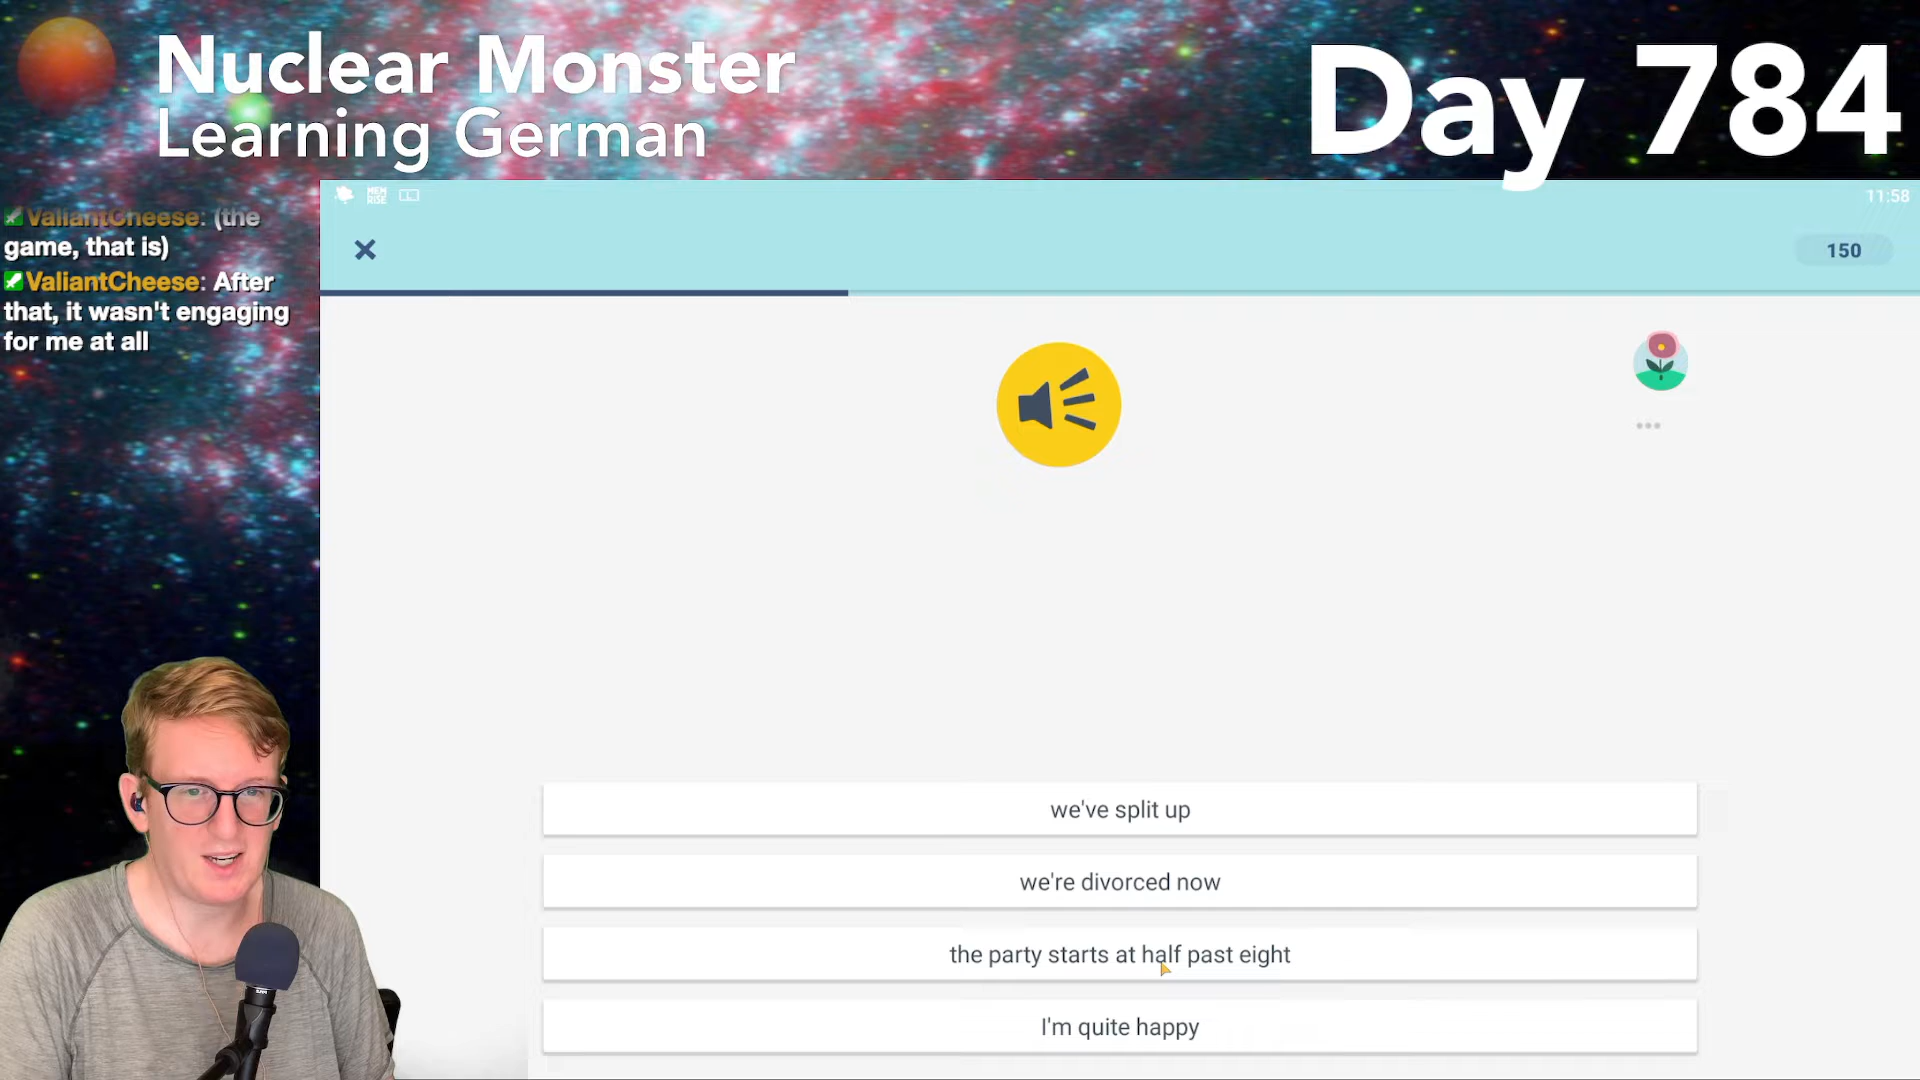 Nuclear Monster
Learning German
Day 784
MEM
RISE
11:58
ValiantCheese: (the
game, that is)
ValiantCheese: After
that, it wasn't engaging
for me at all
150
we've split up
we're divorced now
the party starts at half past eight
I'm quite happy